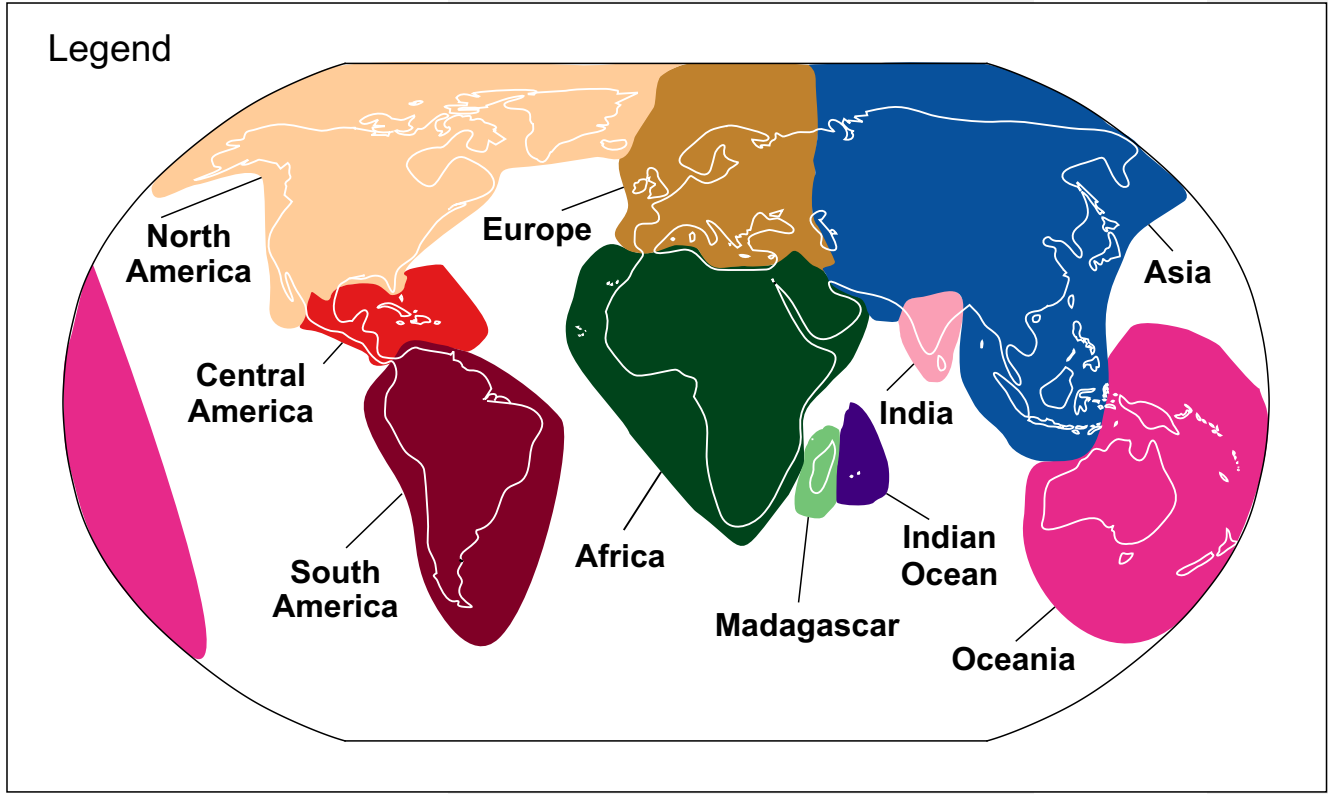 Legend
North
America
Europe
Asia
Central
America
India
South
America
Africa
Indian
Ocean
Madagascar
Oceania